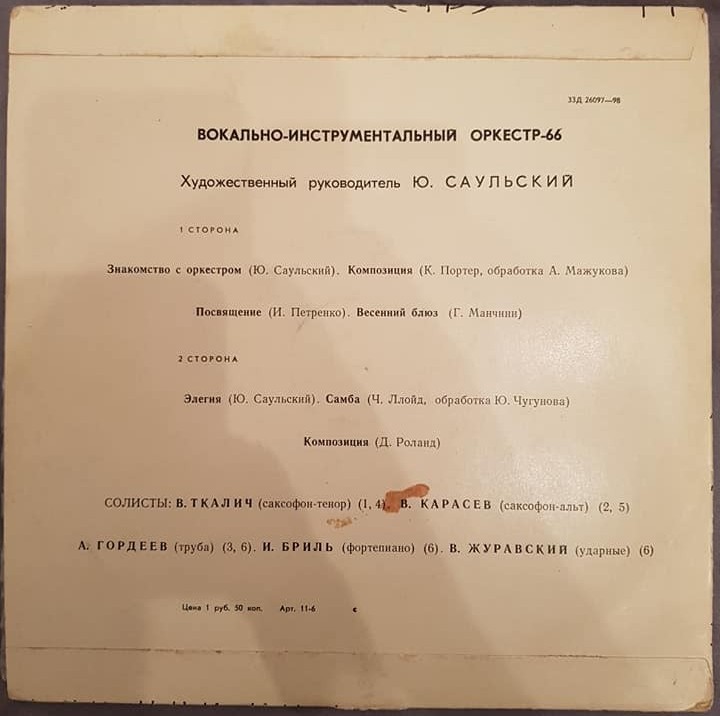 33Д 26097—98
ВОКАЛЬНО-ИНСТРУМЕНТАЛЬНЫЙ ОРКЕСТР-66
Художественный руководитель Ю. САУЛЬСКИЙ
1 СТОРОНА
Знакомство с оркестром (Ю. Саульский). Композиция (К. Портер, обработка А. Мажукова)
Посвящение (И. Петренко). Весенний блюз (Г. Манчини)
2 СТОРОНА
Элегия (Ю. Саульский). Самба (Ч. Ллойд, обработка Ю. Чугунова)
Композиция (Д. Роланд)
СОЛИСТЫ: В. ТКАЛИЧ (саксофон-тенор) (1, 4). В. КАРАСЕВ (саксофон-альт) (2, 5)
А. ГОРДЕЕВ (труба) (3, 6). И. БРИЛЬ (фортепиано) (6). В. ЖУРАВСКИЙ (ударные) (6)
Цена 1 руб. 50 коп. Арт. 11-6 с